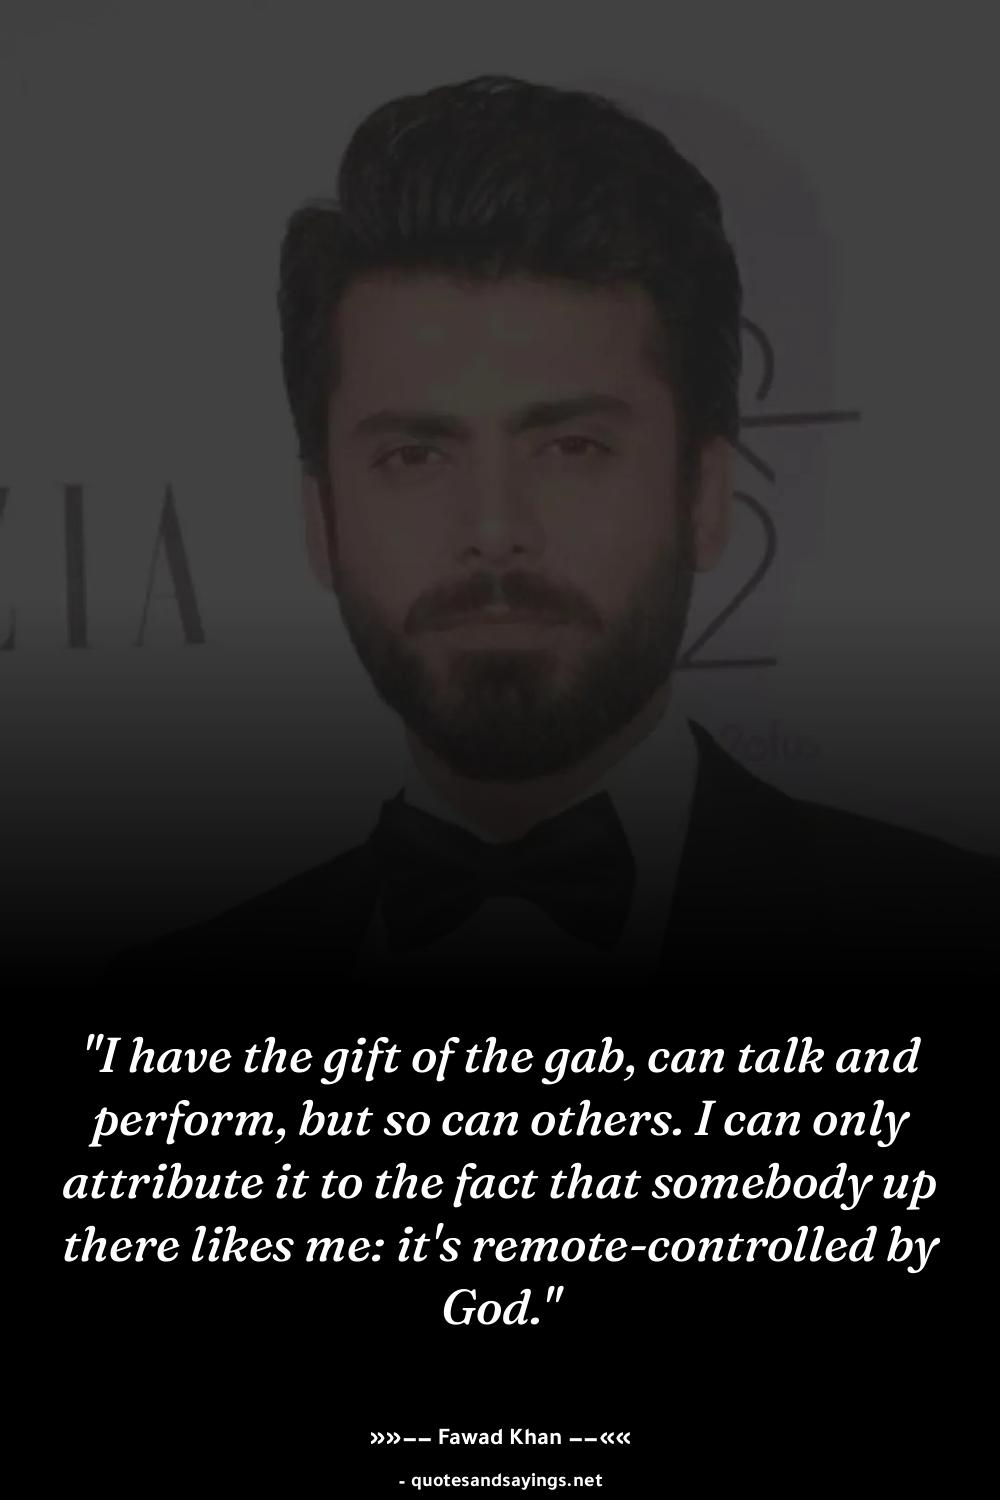 ZIA
"I have the gift of the gab, can talk and
perform, but so can others. I can only
attribute it to the fact that somebody up
there likes me: it's remote-controlled by
God."
»»−− Fawad Khan −−««
- quotesandsayings.net